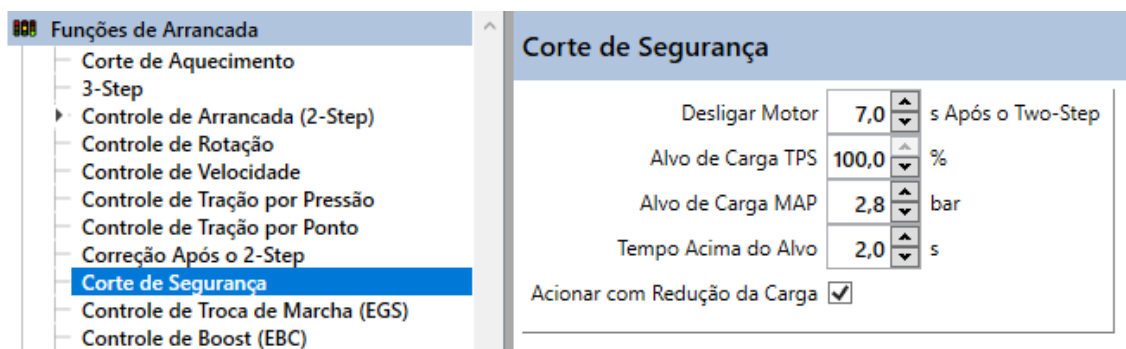 Funções de Arrancada
Corte de Aquecimento
3-Step
Controle de Arrancada (2-Step)
Controle de Rotação
Controle de Velocidade
Controle de Tração por Pressão
Controle de Tração por Ponto
Correção Após o 2-Step
Corte de Segurança
Controle de Troca de Marcha (EGS)
Controle de Boost (EBC)
Corte de Segurança
Desligar Motor 7,0 s Após o Two-Step
Alvo de Carga TPS 100,0 %
Alvo de Carga MAP 2,8 bar
Tempo Acima do Alvo 2,0 s
Acionar com Redução da Carga